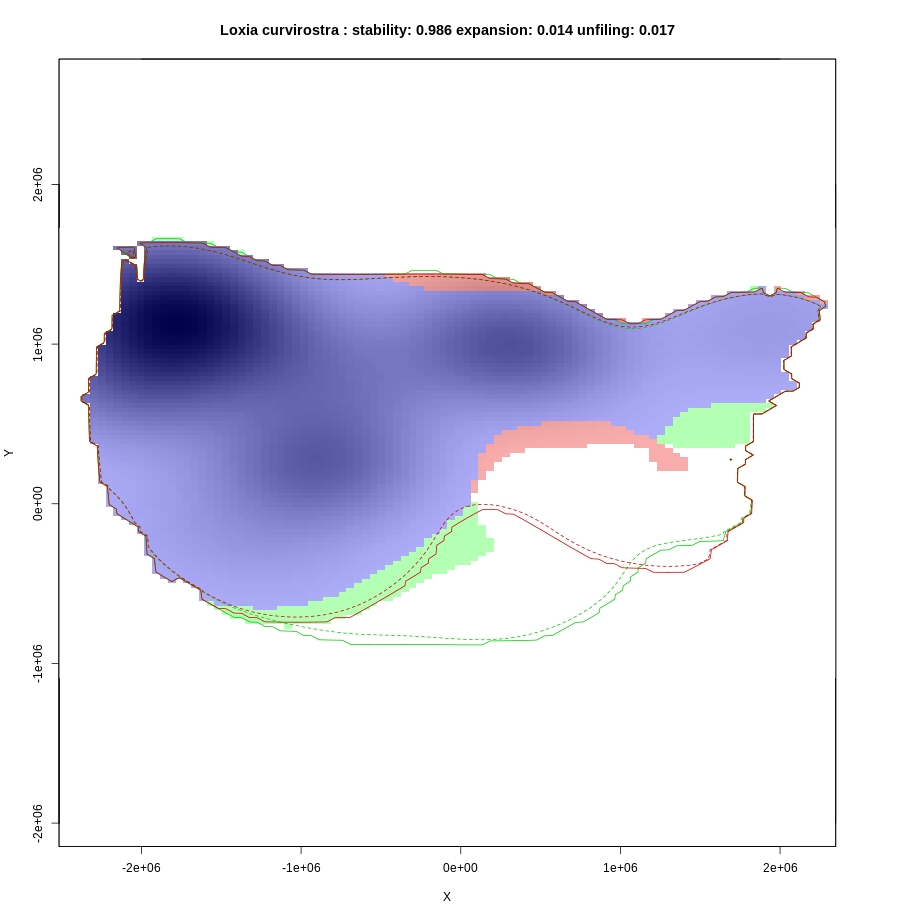 Loxia curvirostra : stability: 0.986 expansion: 0.014 unfiling: 0.017
2e+06
1e+06
Y
0e+00
-1e+06
-2e+06
-2e+06 -1e+06 0e+00 1e+06 2e+06
X